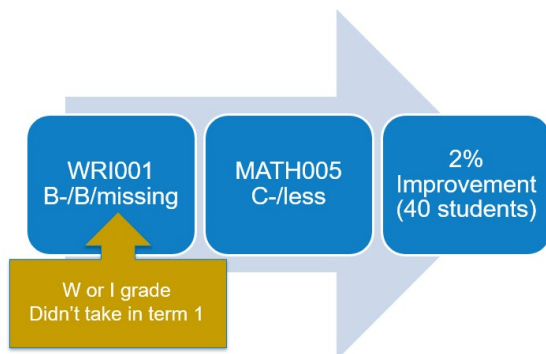 WRI001
B-/B/missing
MATH005
C-/less
2%
Improvement
(40 students)
W or I grade
Didn't take in term 1